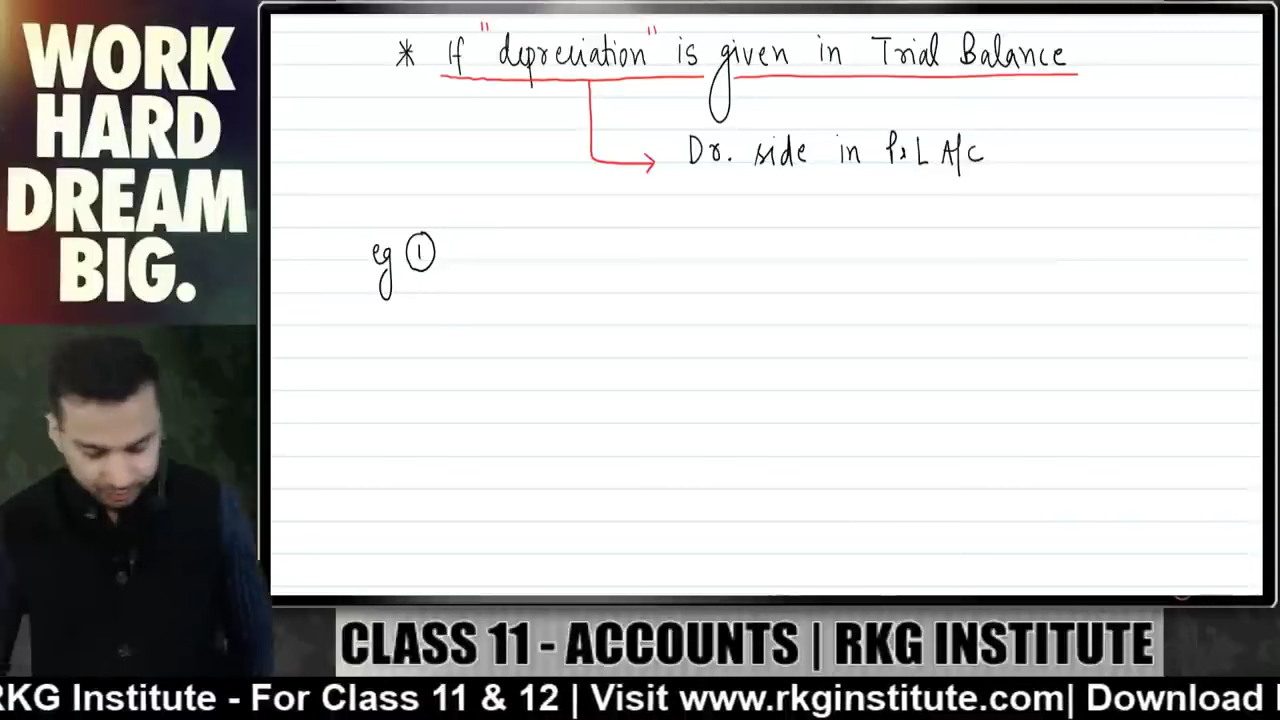 WORK
HARD
DREAM
BIG.
* If "depreciation" is given in Trial Balance
Dr. side in P&L A/C
eg ①
CLASS 11 - ACCOUNTS | RKG INSTITUTE
RKG Institute - For Class 11 & 12 | Visit www.rkginstitute.com| Download